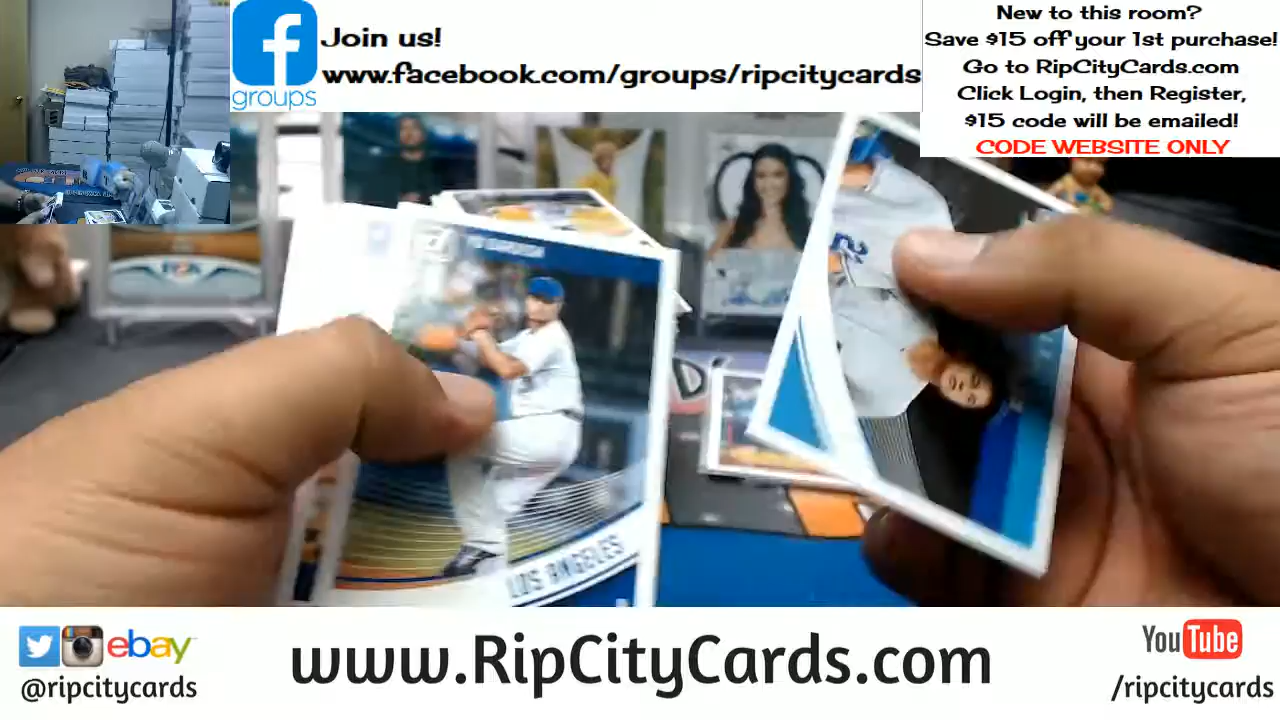 groups
Join us!
www.facebook.com/groups/ripcitycards
New to this room?
Save $15 off your 1st purchase!
Go to RipCityCards.com
Click Login, then Register,
$15 code will be emailed!
CODE WEBSITE ONLY
LOS ANGELES
ebay
@ripcitycards
www.RipCityCards.com
YouTube
/ripcitycards